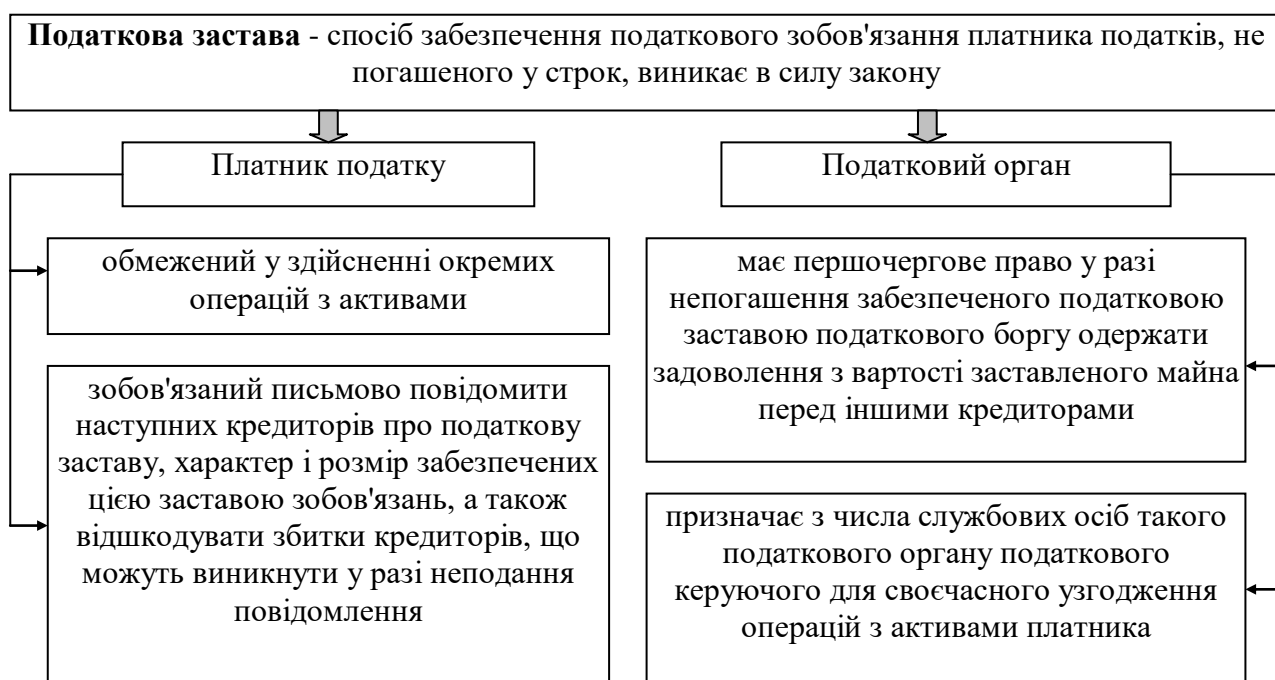 Податкова застава - спосіб забезпечення податкового зобов'язання платника податків, не
погашеного у строк, виникає в силу закону
Платник податку
Податковий орган
обмежений у здійсненні окремих
операцій з активами
зобов'язаний письмово повідомити
наступних кредиторів про податкову
заставу, характер і розмір забезпечених
цією заставою зобов'язань, а також
відшкодувати збитки кредиторів, що
можуть виникнути у разі неподання
повідомлення
має першочергове право у разі
непогашення забезпеченого податковою
заставою податкового боргу одержати
задоволення з вартості заставленого майна
перед іншими кредиторами
призначає з числа службових осіб такого
податкового органу податкового
керуючого для своєчасного узгодження
операцій з активами платника